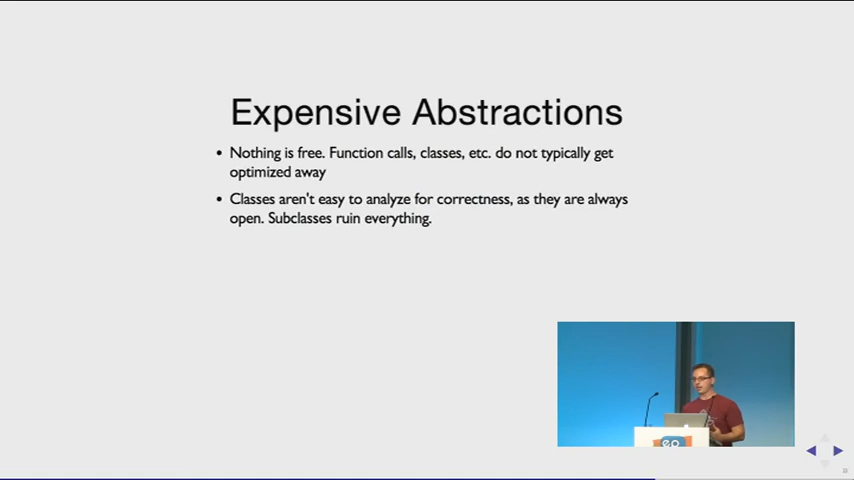 Expensive Abstractions
• Nothing is free. Function calls, classes, etc. do not typically get
optimized away
• Classes aren't easy to analyze for correctness, as they are always
open. Subclasses ruin everything.
ep